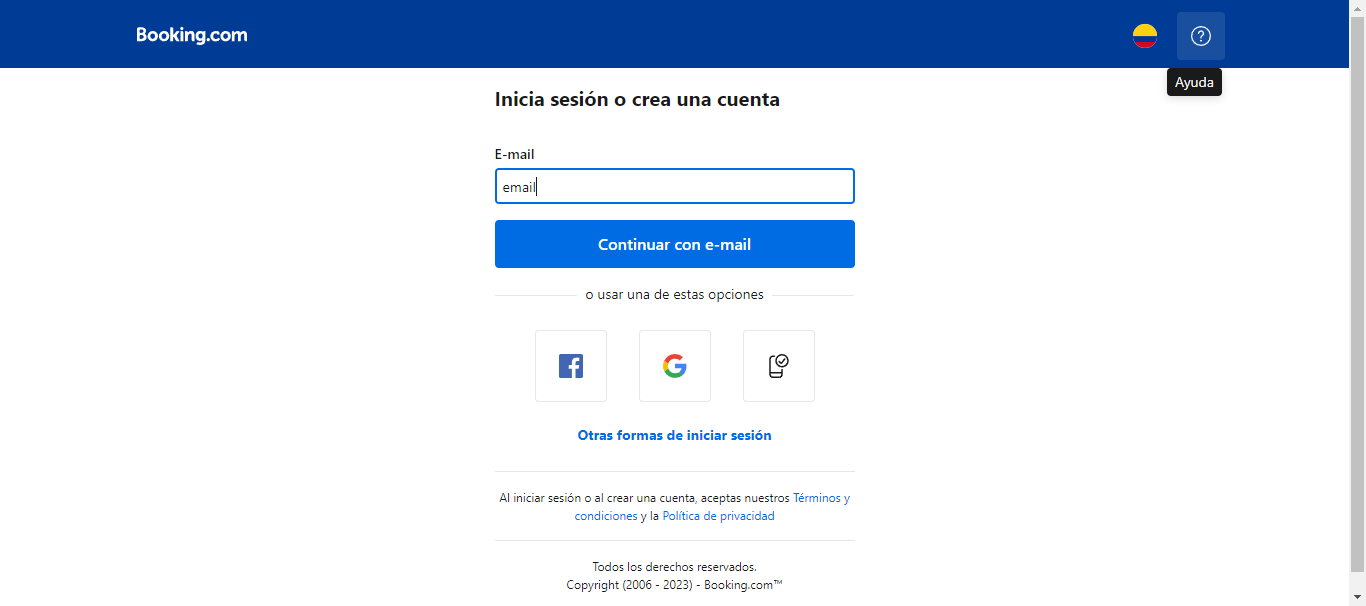 Booking.com
Ayuda
Inicia sesión o crea una cuenta
E-mail
email
Continuar con e-mail
o usar una de estas opciones
Otras formas de iniciar sesión
Al iniciar sesión o al crear una cuenta, aceptas nuestros Términos y
condiciones y la Política de privacidad
Todos los derechos reservados.
Copyright (2006 - 2023) - Booking.com™